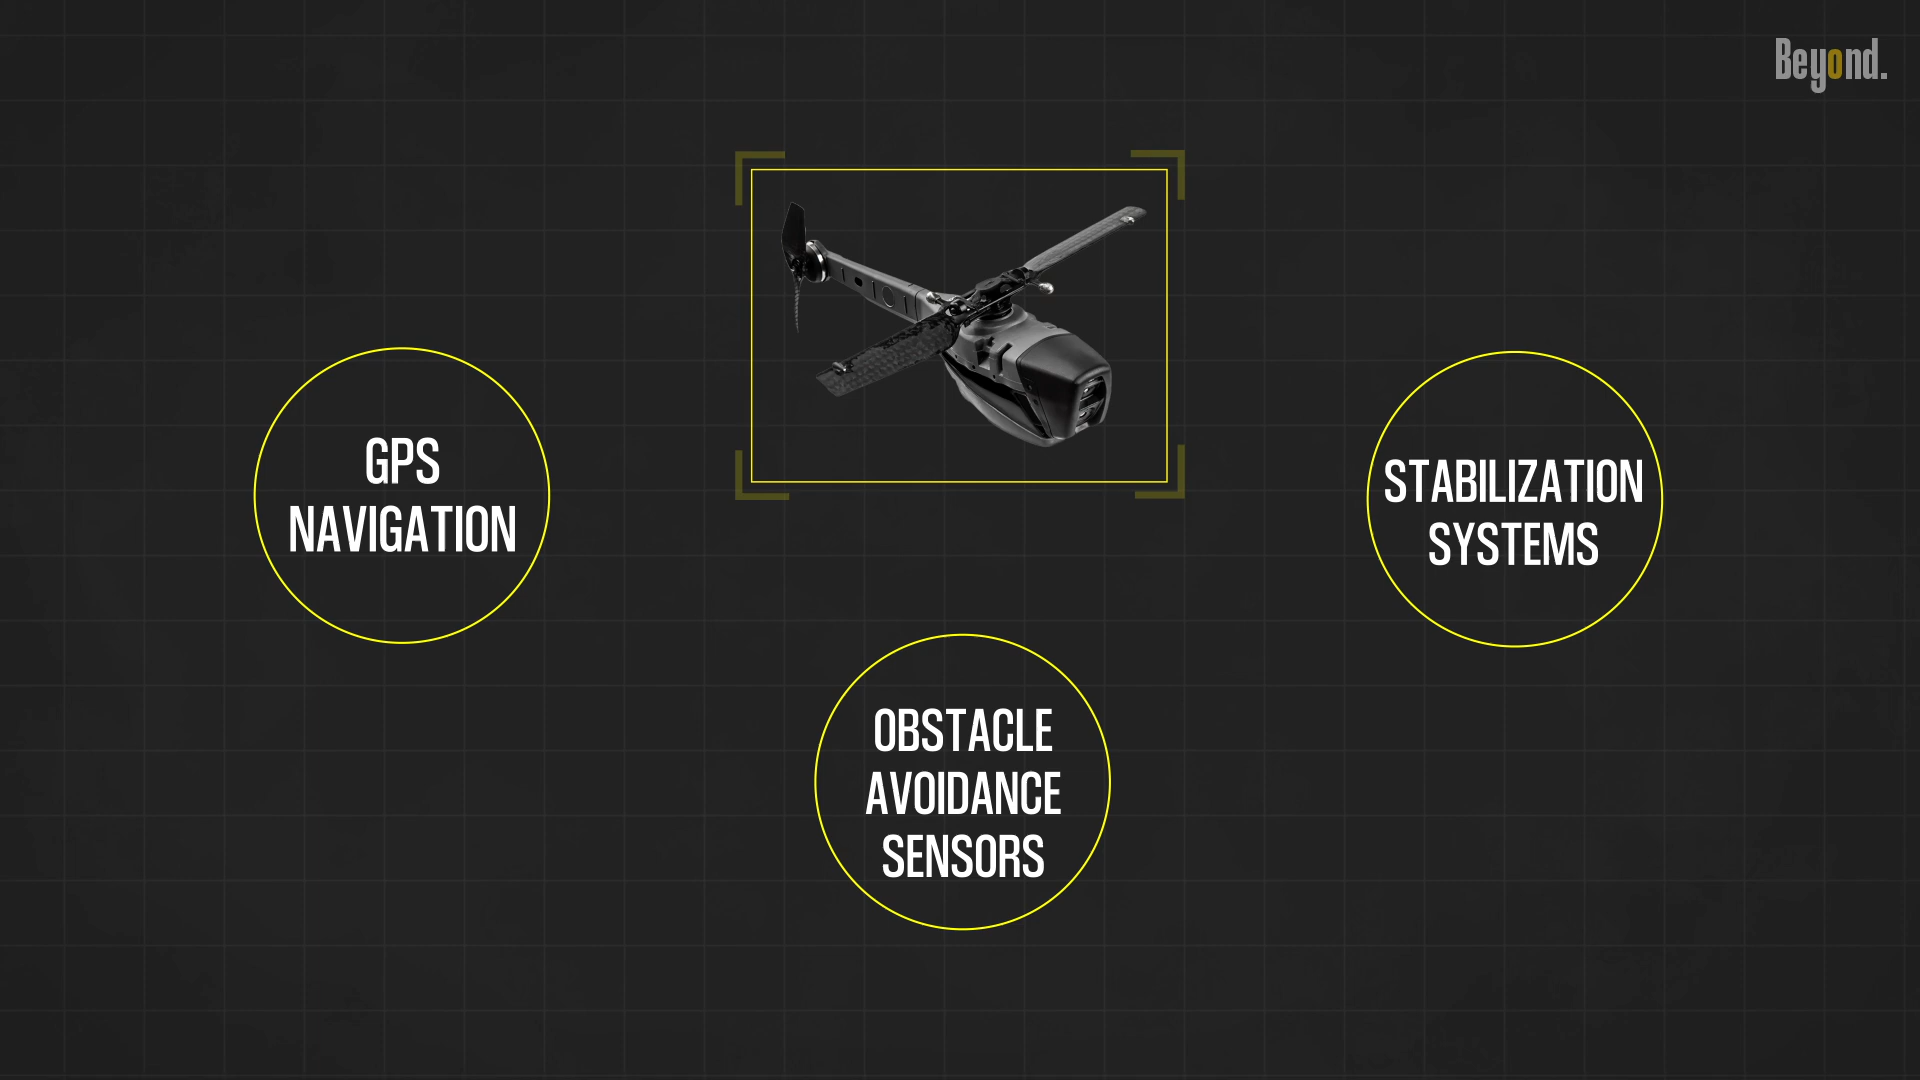 Beyond.
GPS
NAVIGATION
STABILIZATION
SYSTEMS
OBSTACLE
AVOIDANCE
SENSORS